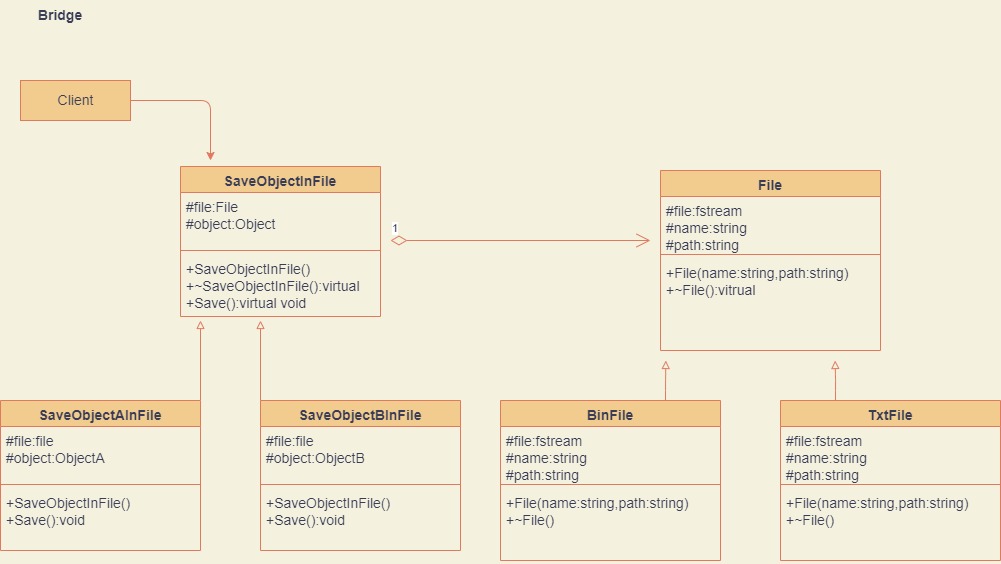 Bridge
Client
SaveObjectInFile
#file:File
#object:Object
+SaveObjectInFile()
+~SaveObjectInFile():virtual
+Save():virtual void
1
File
#file:fstream
#name:string
#path:string
+File(name:string,path:string)
+~File():vitrual
SaveObjectAInFile
#file:file
#object:ObjectA
+SaveObjectInFile()
+Save():void
SaveObjectBInFile
#file:file
#object:ObjectB
+SaveObjectInFile()
+Save():void
BinFile
#file:fstream
#name:string
#path:string
+File(name:string,path:string)
+~File()
TxtFile
#file:fstream
#name:string
#path:string
+File(name:string,path:string)
+~File()